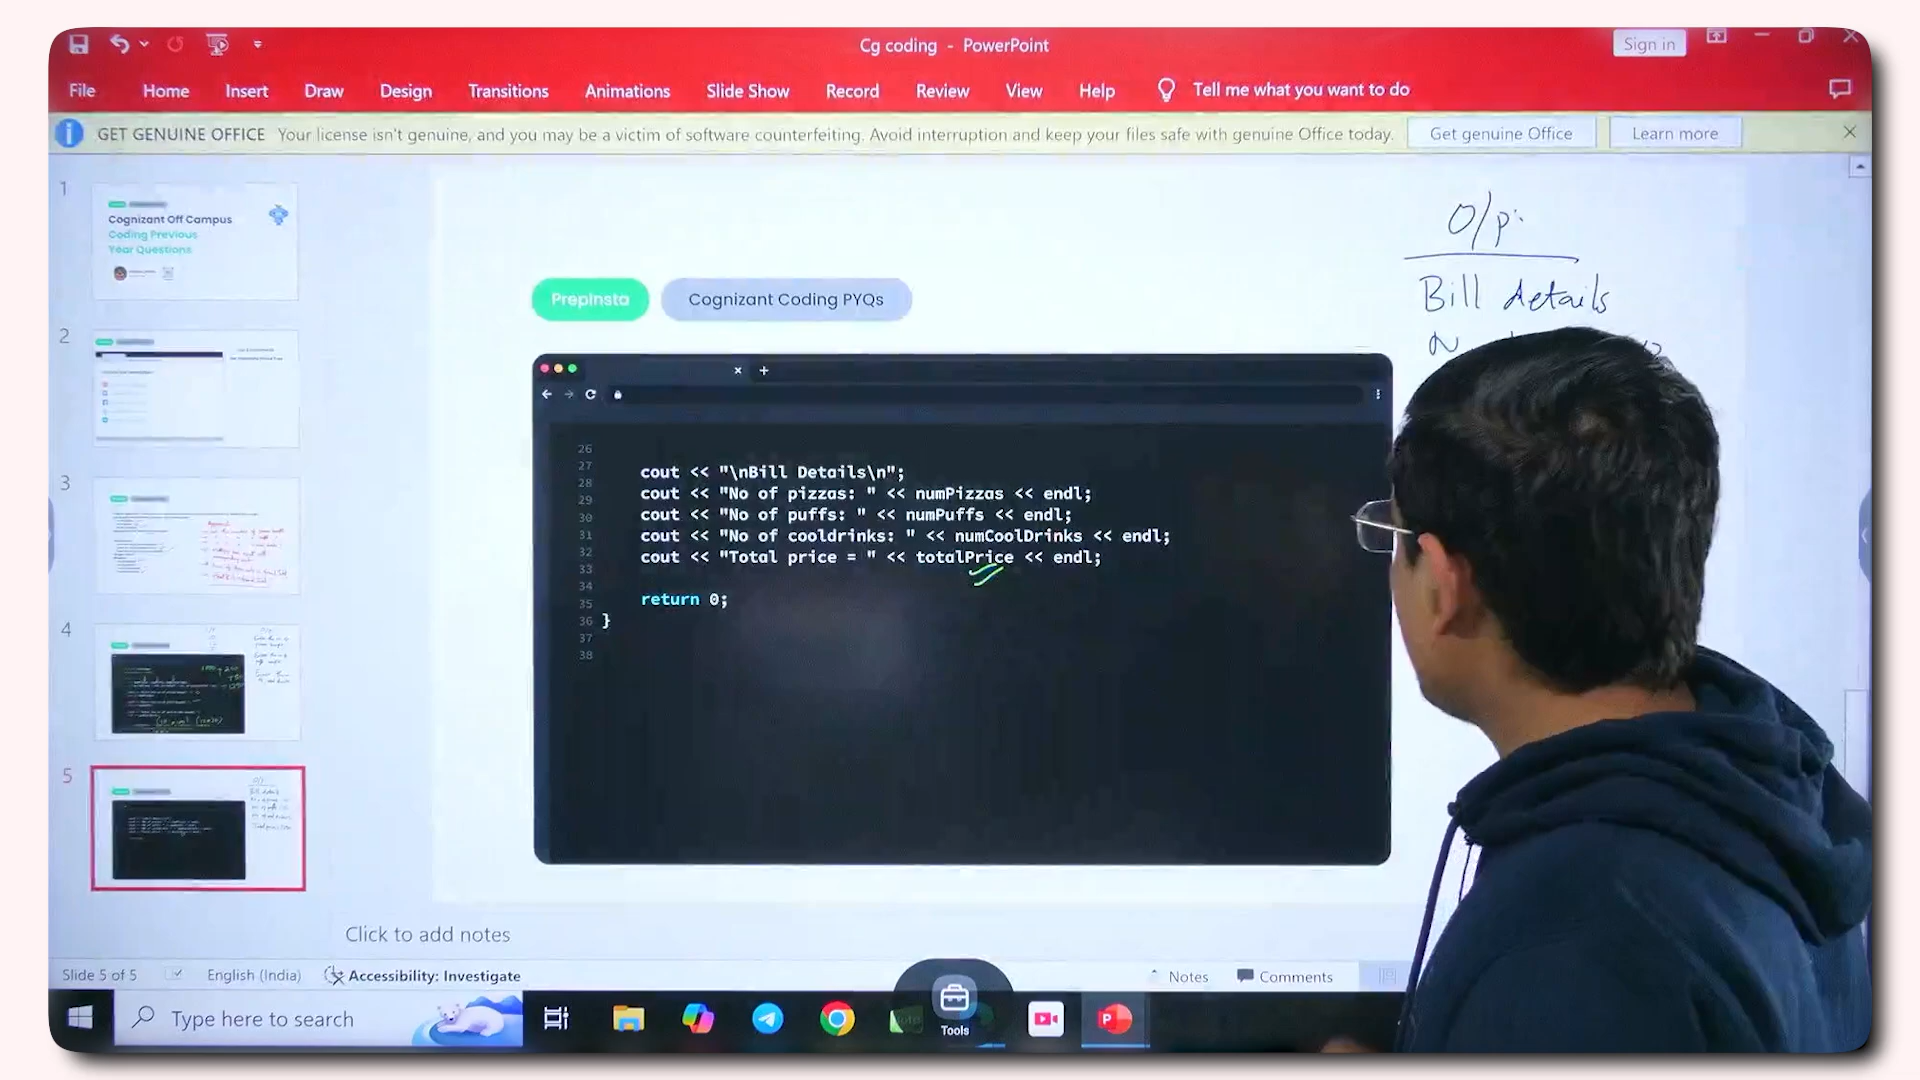 Cg coding - PowerPoint
Sign in
File Home Insert Draw Design Transitions Animations Slide Show Record Review View Help Tell me what you want to do
GET GENUINE OFFICE Your license isn't genuine, and you may be a victim of software counterfeiting. Avoid interruption and keep your files safe with genuine Office today. Get genuine Office Learn more
1
Cognizant Off Campus
Coding Previous
Year Questions
2
3
4
5
O/p:
Bill details
PrepInsta Cognizant Coding PYQs
26
27
28
29
30
31
32
33
34
35
36
37
38
cout << "\nBill Details\n";
cout << "No of pizzas: " << numPizzas << endl;
cout << "No of puffs: " << numPuffs << endl;
cout << "No of cooldrinks: " << numCoolDrinks << endl;
cout << "Total price = " << totalPrice << endl;
return 0;
}
Click to add notes
Slide 5 of 5 English (India) Accessibility: Investigate Notes Comments
Type here to search
Tools